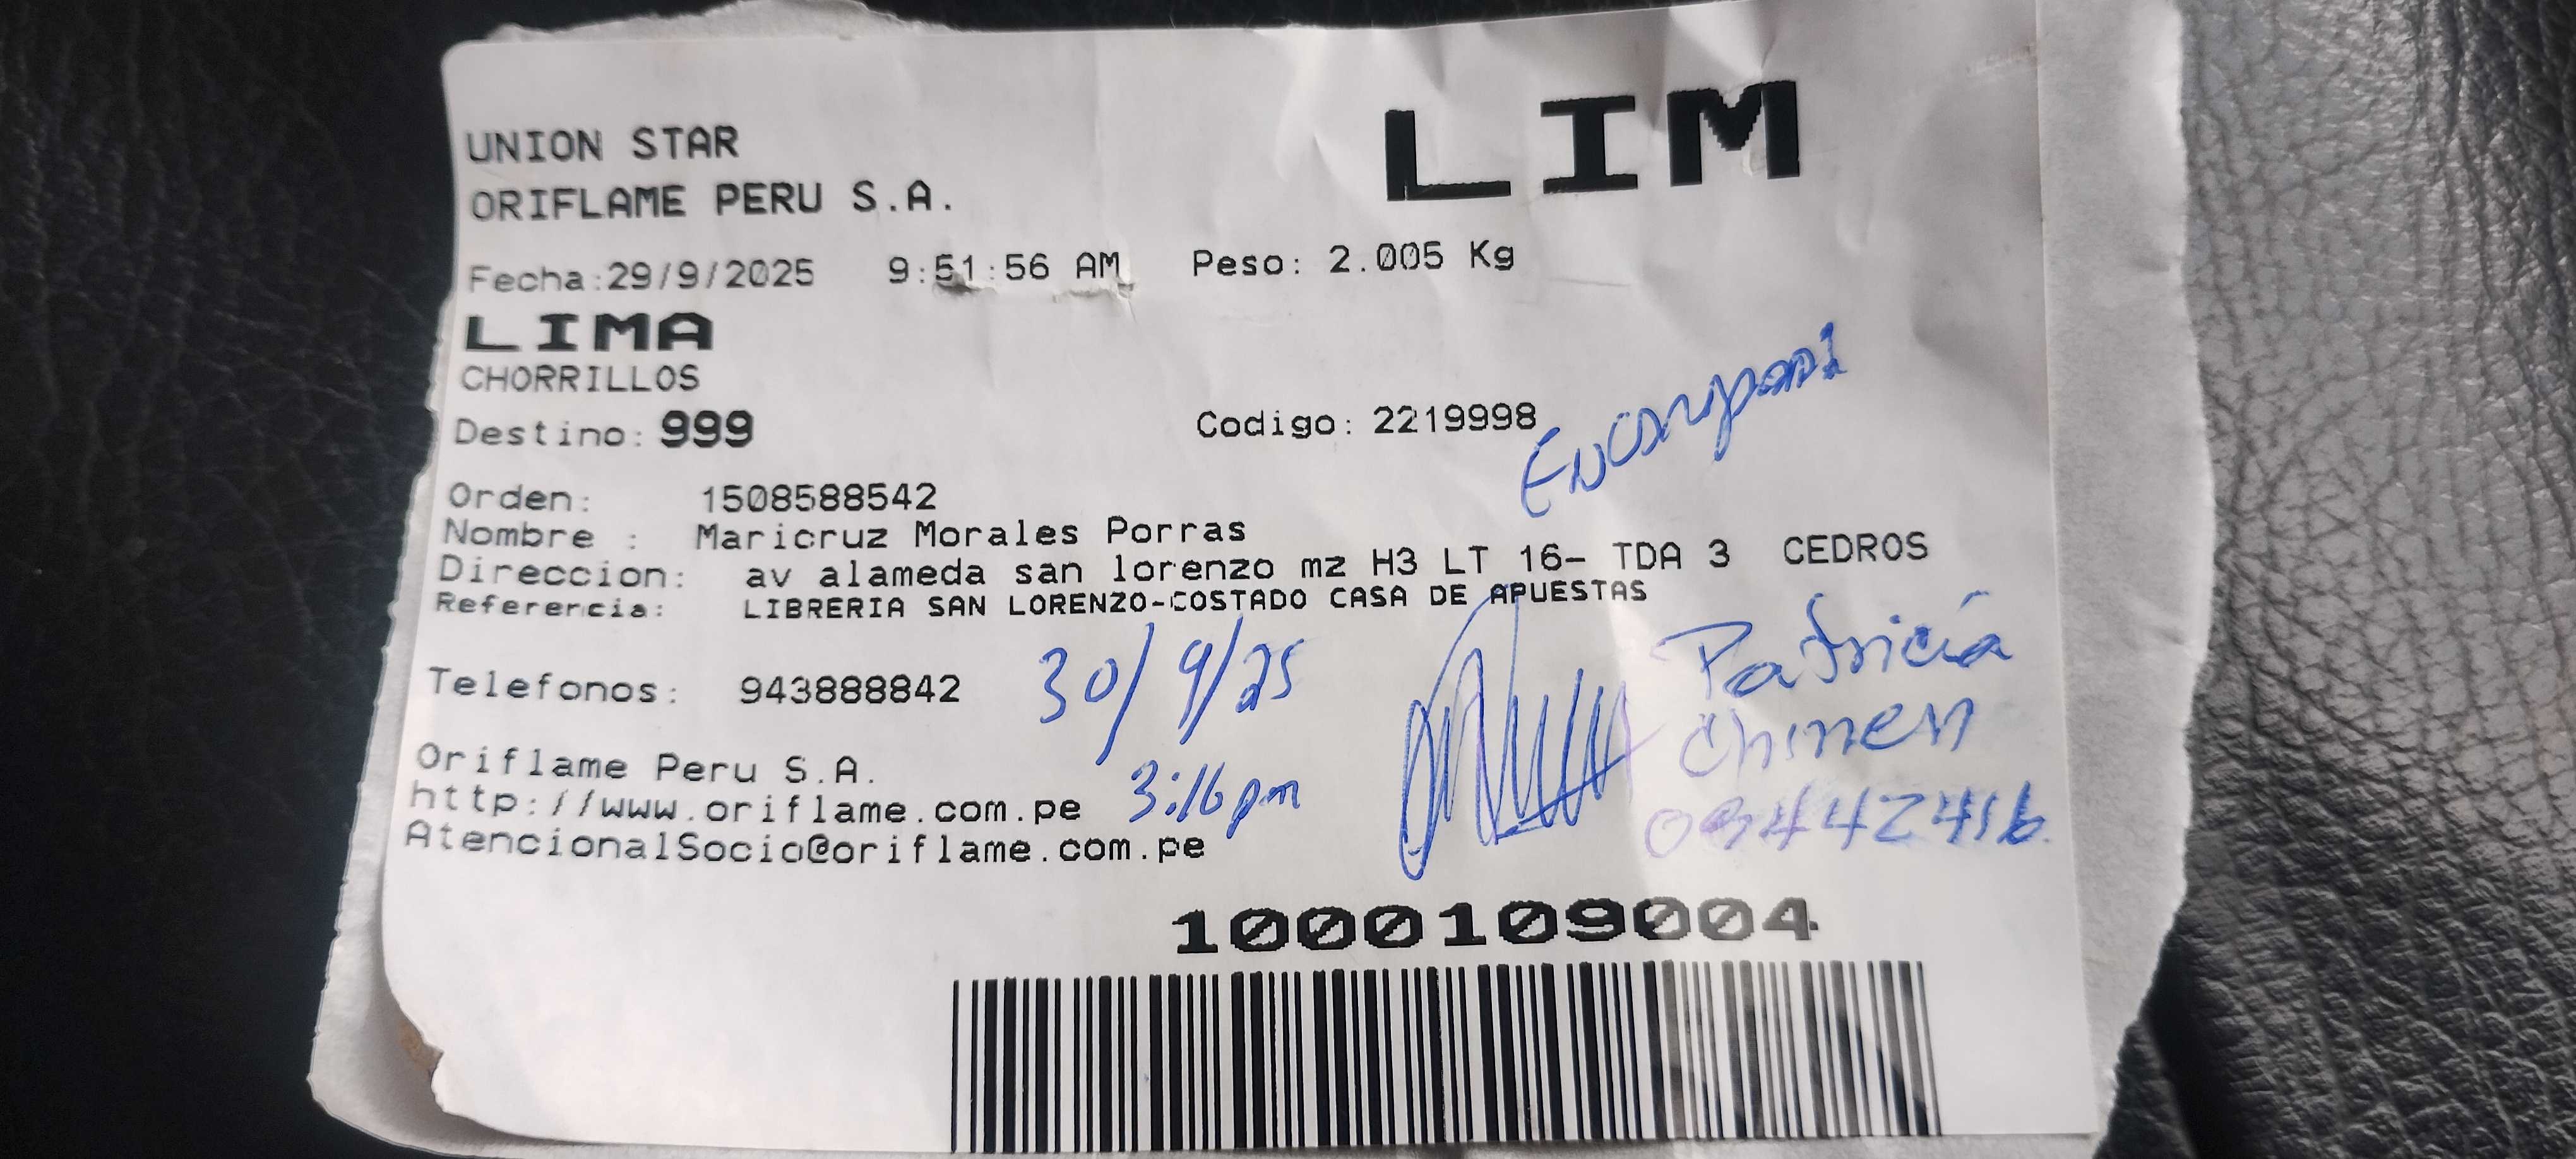 UNION STAR
ORIFLAME PERU S.A.
LIM
Fecha:29/9/2025 9:51:56 AM Peso: 2.005 Kg
LIMA
CHORRILLOS
Destino: 999 Codigo: 2219998
Orden: 1508588542
Nombre : Maricruz Morales Porras
Direccion: av alameda san lorenzo mz H3 LT 16- TDA 3 CEDROS
Referencia: LIBRERIA SAN LORENZO-COSTADO CASA DE APUESTAS
Telefonos: 943888842
30/9/25
3:16 pm
Patricia
Chinen
Oriflame Peru S.A.
http://www.oriflame.com.pe
AtencionalSocio@oriflame.com.pe
1000109004